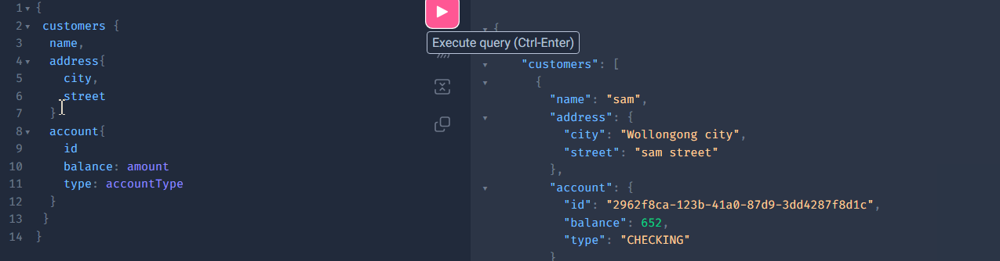 1 {
2 customers {
3 name,
4 address{
5 city,
6 street
7 }
8 account{
9 id
10 balance: amount
11 type: accountType
12 }
13 }
14 }
Execute query (Ctrl-Enter)
{
"customers": [
{
"name": "sam",
"address": {
"city": "Wollongong city",
"street": "sam street"
},
"account": {
"id": "2962f8ca-123b-41a0-87d9-3dd4287f8d1c",
"balance": 652,
"type": "CHECKING"
}